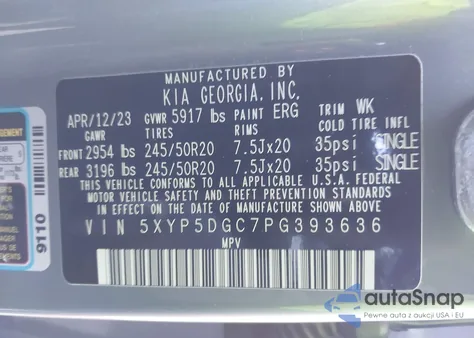 MANUFACTURED BY
KIA GEORGIA, INC.
APR/12/23 GVWR 5917 lbs PAINT ERG TRIM WK
GAWR TIRES RIMS COLD TIRE INFL
FRONT 2954 lbs 245/50R20 7.5Jx20 35psi SINGLE
REAR 3196 lbs 245/50R20 7.5Jx20 35psi SINGLE
THIS VEHICLE CONFORMS TO ALL APPLICABLE U.S.A. FEDERAL
MOTOR VEHICLE SAFETY AND THEFT PREVENTION STANDARDS
IN EFFECT ON THE DATE OF MANUFACTURE SHOWN ABOVE
VIN 5XYP5DGC7PG393636
MPV
9110
autaSnap
Pewne auta z aukcji USA i EU